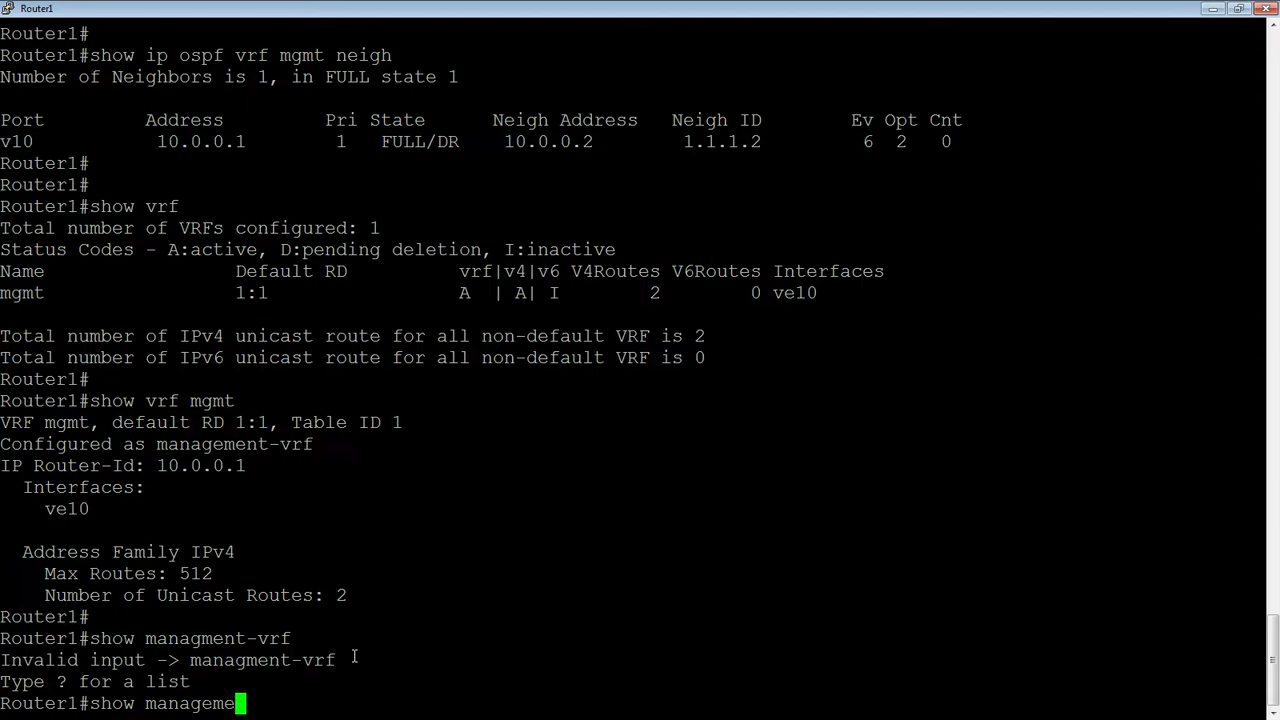 Router1
Router1#
Router1#show ip ospf vrf mgmt neigh
Number of Neighbors is 1, in FULL state 1
Port Address Pri State Neigh Address Neigh ID Ev Opt Cnt
v10 10.0.0.1 1 FULL/DR 10.0.0.2 1.1.1.2 6 2 0
Router1#
Router1#
Router1#show vrf
Total number of VRFs configured: 1
Status Codes - A:active, D:pending deletion, I:inactive
Name Default RD vrf|v4|v6 V4Routes V6Routes Interfaces
mgmt 1:1 A | A| I 2 0 ve10
Total number of IPv4 unicast route for all non-default VRF is 2
Total number of IPv6 unicast route for all non-default VRF is 0
Router1#
Router1#show vrf mgmt
VRF mgmt, default RD 1:1, Table ID 1
Configured as management-vrf
IP Router-Id: 10.0.0.1
Interfaces:
ve10
Address Family IPv4
Max Routes: 512
Number of Unicast Routes: 2
Router1#
Router1#show managment-vrf
Invalid input -> managment-vrf
Type ? for a list
Router1#show manageme